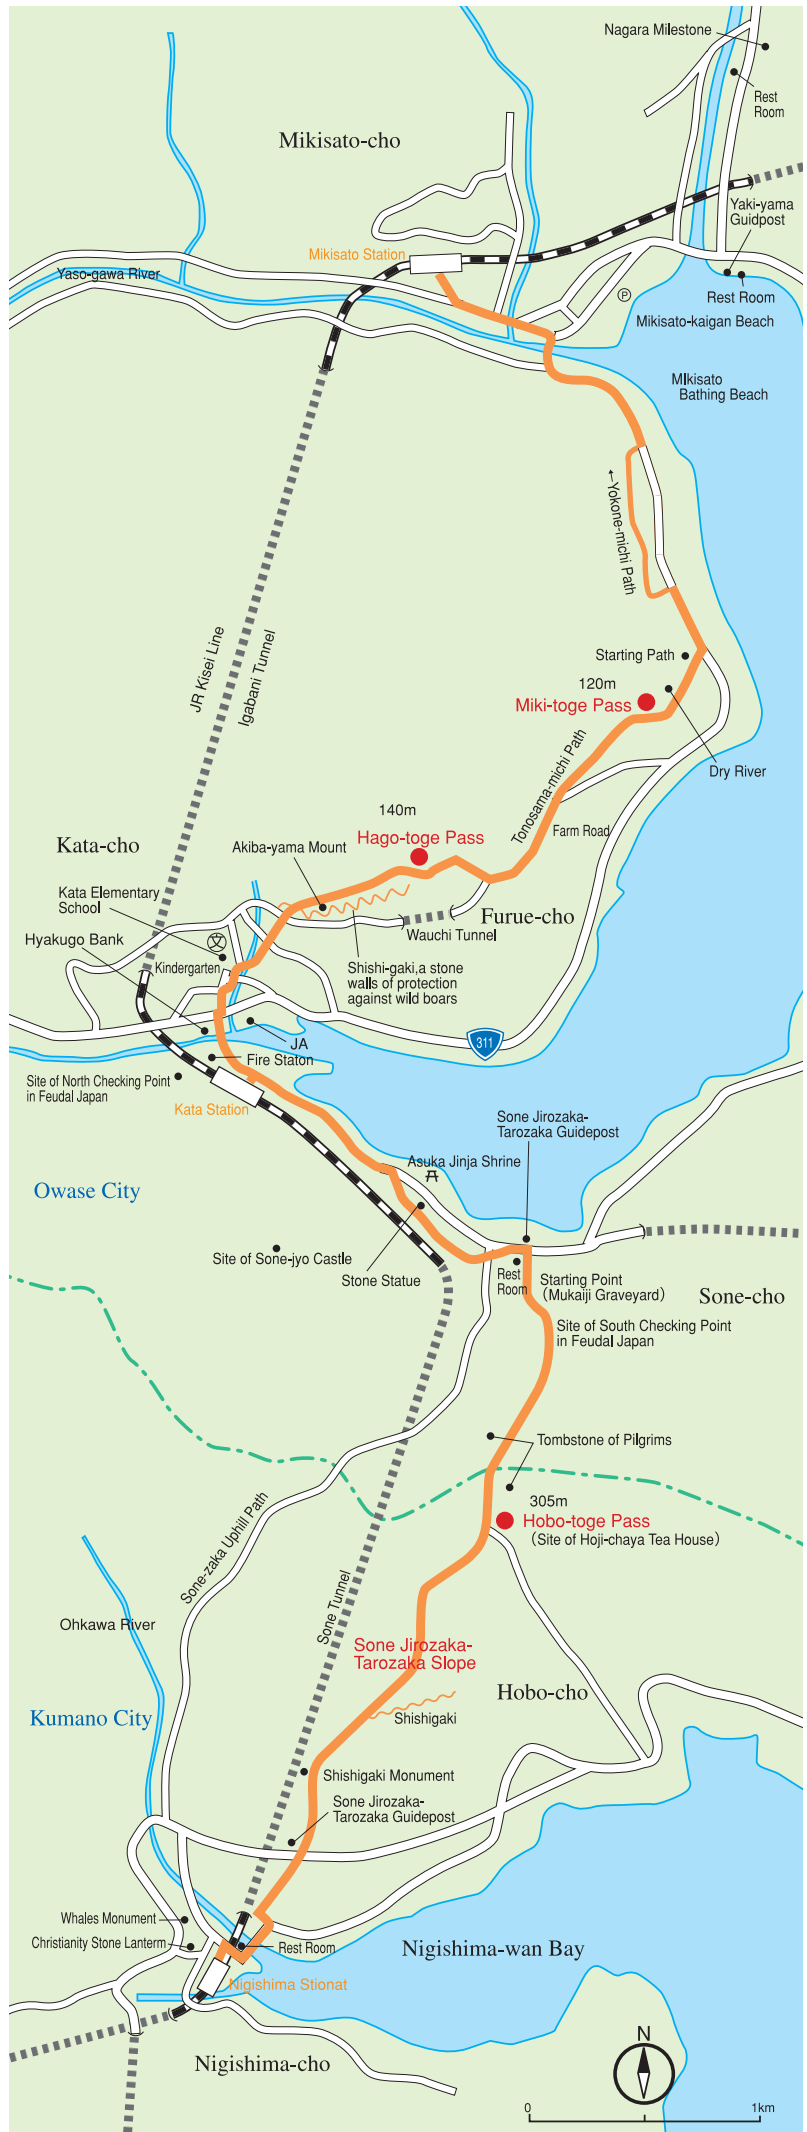 Nagara Milestone
Rest
Room
Mikisato-cho
Yaki-yama
Guidpost
Mikisato Station
Yaso-gawa River
Rest Room
P
Mikisato-kaigan Beach
MIkisato
Bathing Beach
←Yokone-michi Path
JR Kisei Line
Igabani Tunnel
Starting Path
120m
Miki-toge Pass
Dry River
Tonosama-michi Path
140m
Hago-toge Pass
Farm Road
Kata-cho
Akiba-yama Mount
Kata Elementary
School
Furue-cho
Hyakugo Bank
文
Wauchi Tunnel
Kindergarten
Shishi-gaki,a stone
walls of protection
against wild boars
JA
311
Fire Staton
Site of North Checking Point
in Feudal Japan
Kata Station
Sone Jirozaka-
Tarozaka Guidepost
Asuka Jinja Shrine
Owase City
Site of Sone-jyo Castle
Stone Statue
Rest
Room
Starting Point
(Mukaiji Graveyard)
Sone-cho
Site of South Checking Point
in Feudal Japan
Tombstone of Pilgrims
305m
Hobo-toge Pass
(Site of Hoji-chaya Tea House)
Sone-zaka Uphill Path
Sone Tunnel
Ohkawa River
Sone Jirozaka-
Tarozaka Slope
Hobo-cho
Kumano City
Shishigaki
Shishigaki Monument
Sone Jirozaka-
Tarozaka Guidepost
Whales Monument
Christianity Stone Lanterm
Rest Room
Nigishima-wan Bay
Nigishima Stionat
N
Nigishima-cho
0
1km